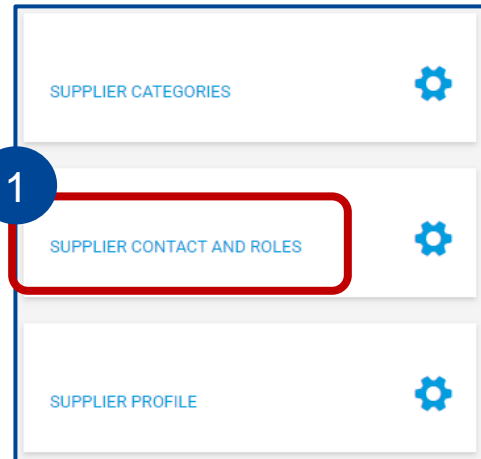 SUPPLIER CATEGORIES
1
SUPPLIER CONTACT AND ROLES
SUPPLIER PROFILE